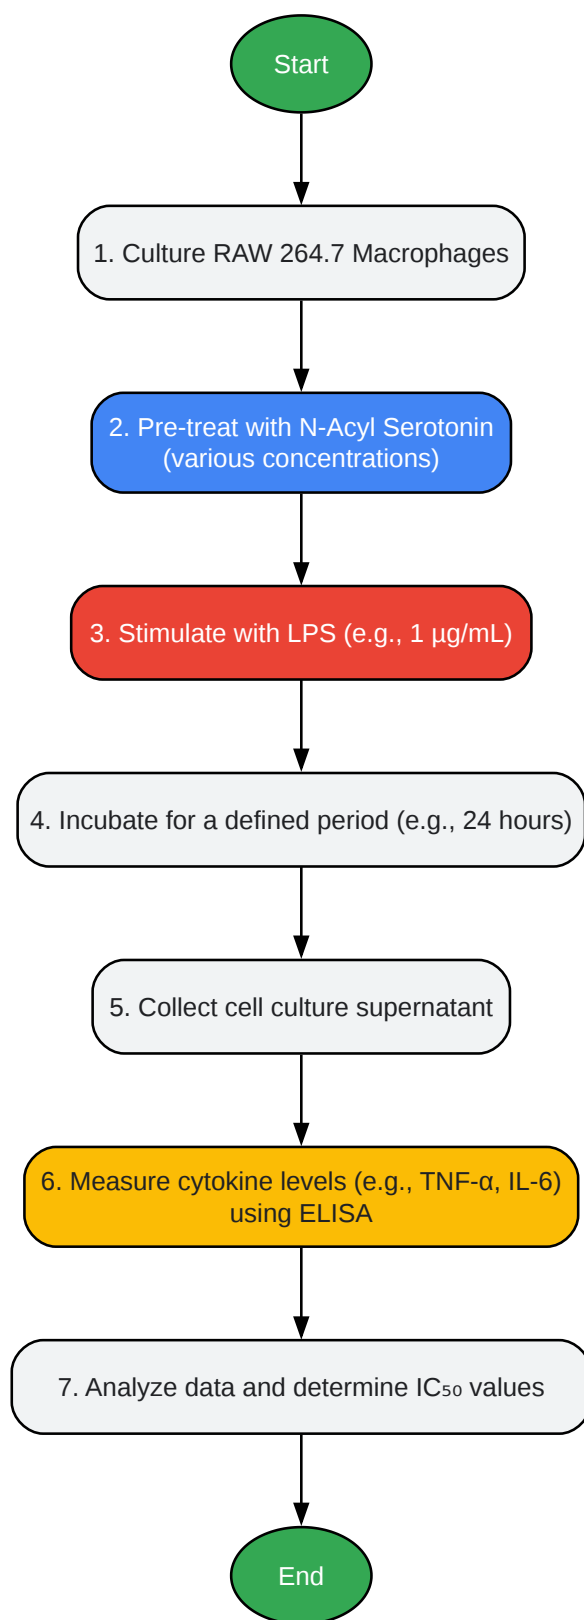 Start
1. Culture RAW 264.7 Macrophages
2. Pre-treat with N-Acyl Serotonin
(various concentrations)
3. Stimulate with LPS (e.g., 1 µg/mL)
4. Incubate for a defined period (e.g., 24 hours)
5. Collect cell culture supernatant
6. Measure cytokine levels (e.g., TNF-α, IL-6)
using ELISA
7. Analyze data and determine IC₅₀ values
End